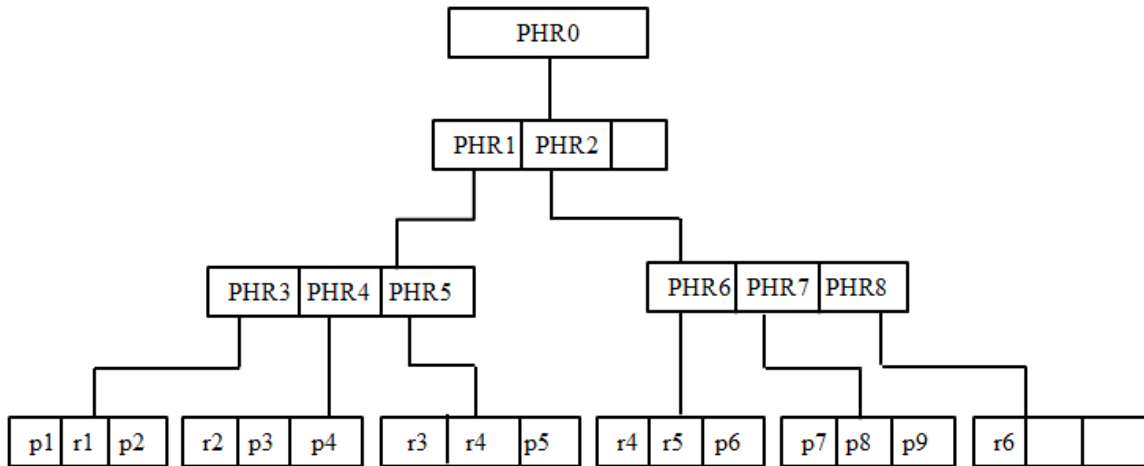 PHR0
PHR1 PHR2
PHR3 PHR4 PHR5 PHR6 PHR7 PHR8
p1 r1 p2 r2 p3 p4 r3 r4 p5 r4 r5 p6 p7 p8 p9 r6